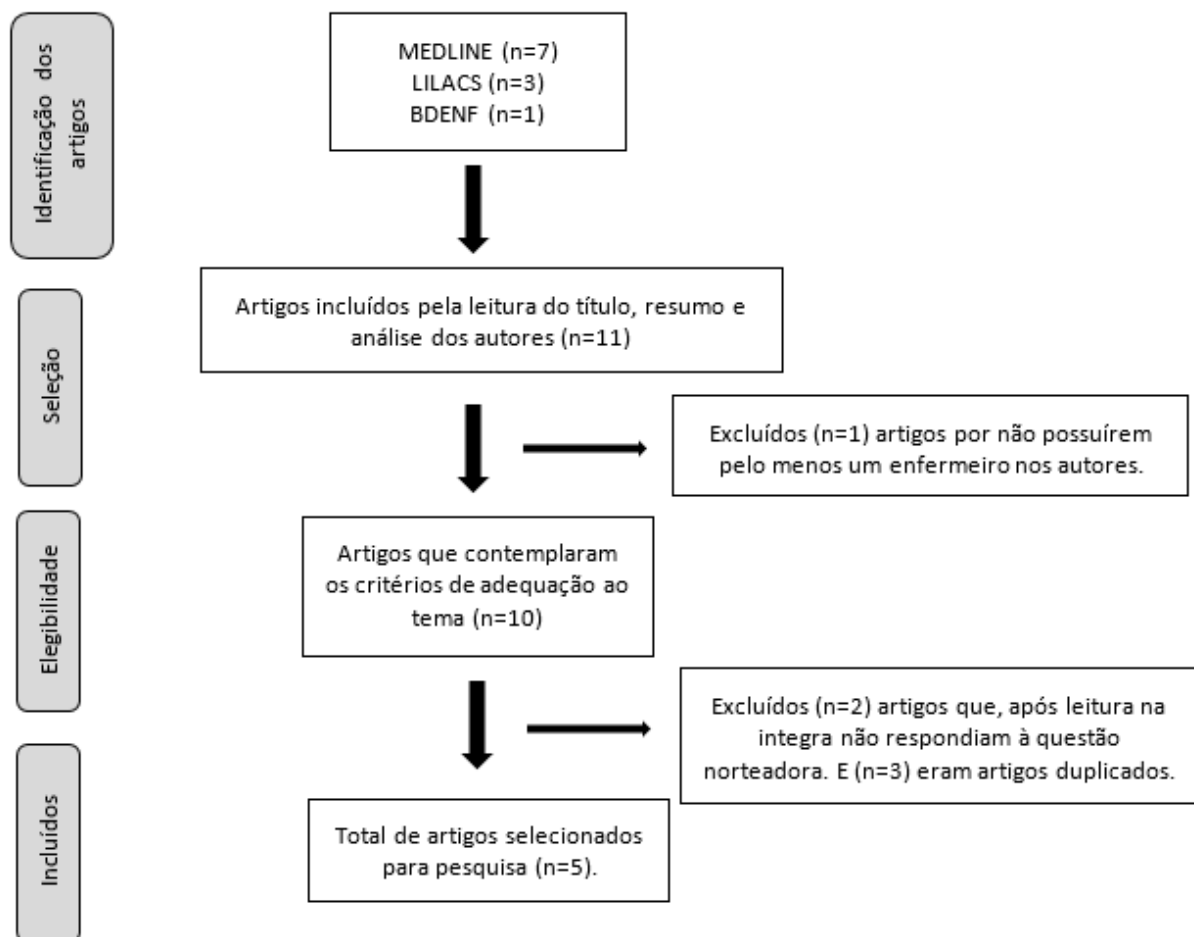 Identificação dos
artigos
MEDLINE (n=7)
LILACS (n=3)
BDENF (n=1)
Seleção
Artigos incluídos pela leitura do título, resumo e
análise dos autores (n=11)
Excluídos (n=1) artigos por não possuírem
pelo menos um enfermeiro nos autores.
Elegibilidade
Artigos que contemplaram
os critérios de adequação ao
tema (n=10)
Excluídos (n=2) artigos que, após leitura na
integra não respondiam à questão
norteadora. E (n=3) eram artigos duplicados.
Incluídos
Total de artigos selecionados
para pesquisa (n=5).